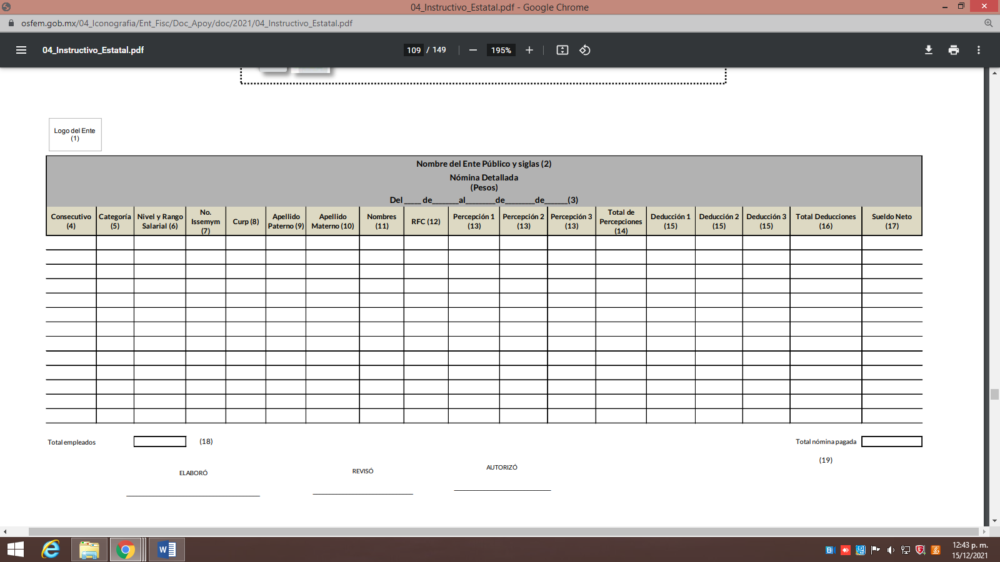 04_Instructivo_Estatal.pdf - Google Chrome
osfem.gob.mx/04_Iconografia/Ent_Fisc/Doc_Apoy/doc/2021/04_Instructivo_Estatal.pdf
04_Instructivo_Estatal.pdf
109 / 149
195%
Logo del Ente
(1)
Nombre del Ente Público y siglas (2)
Nómina Detallada
(Pesos)
Del ____ de______al_______de_______de_____(3)
Consecutivo (4)
Categoría (5)
Nivel y Rango Salarial (6)
No. Issemym (7)
Curp (8)
Apellido Paterno (9)
Apellido Materno (10)
Nombres (11)
RFC (12)
Percepción 1 (13)
Percepción 2 (13)
Percepción 3 (13)
Total de Percepciones (14)
Deducción 1 (15)
Deducción 2 (15)
Deducción 3 (15)
Total Deducciones (16)
Sueldo Neto (17)
Total empleados
(18)
Total nómina pagada
(19)
ELABORÓ
REVISÓ
AUTORIZÓ
12:43 p. m.
15/12/2021